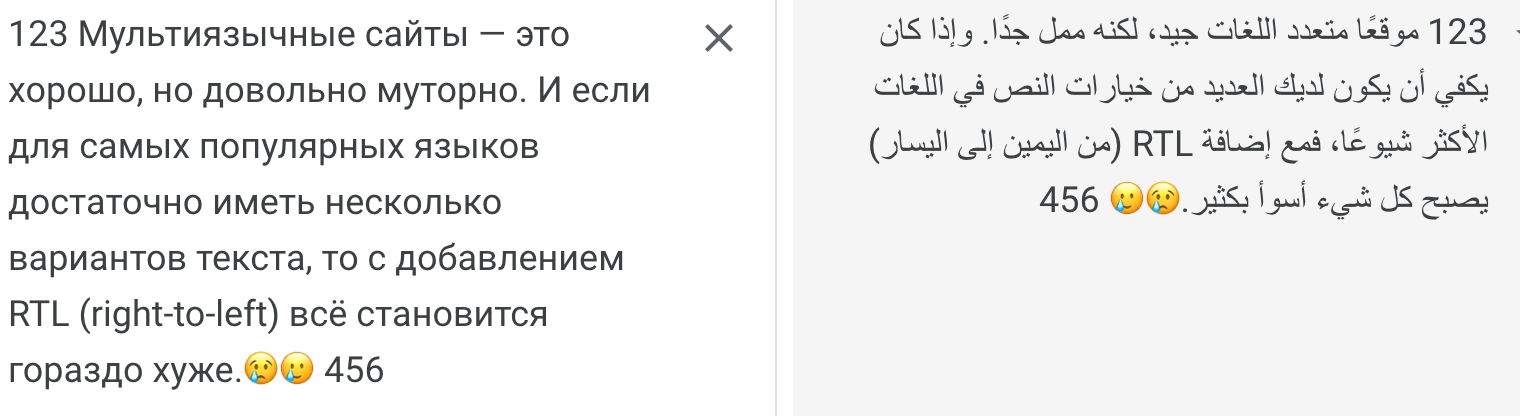 123 Мультиязычные сайты — это
хорошо, но довольно муторно. И если
для самых популярных языков
достаточно иметь несколько
вариантов текста, то с добавлением
RTL (right-to-left) всё становится
гораздо хуже.😢🥲 456
123 موقعًا متعدد اللغات جيد، لكنه ممل جدًا. وإذا كان
يكفي أن يكون لديك العديد من خيارات النص في اللغات
الأكثر شيوعًا، فمع إضافة RTL (من اليمين إلى اليسار)
يصبح كل شيء أسوأ بكثير.😢🥲 456